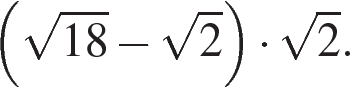 (√18 − √2) · √2.